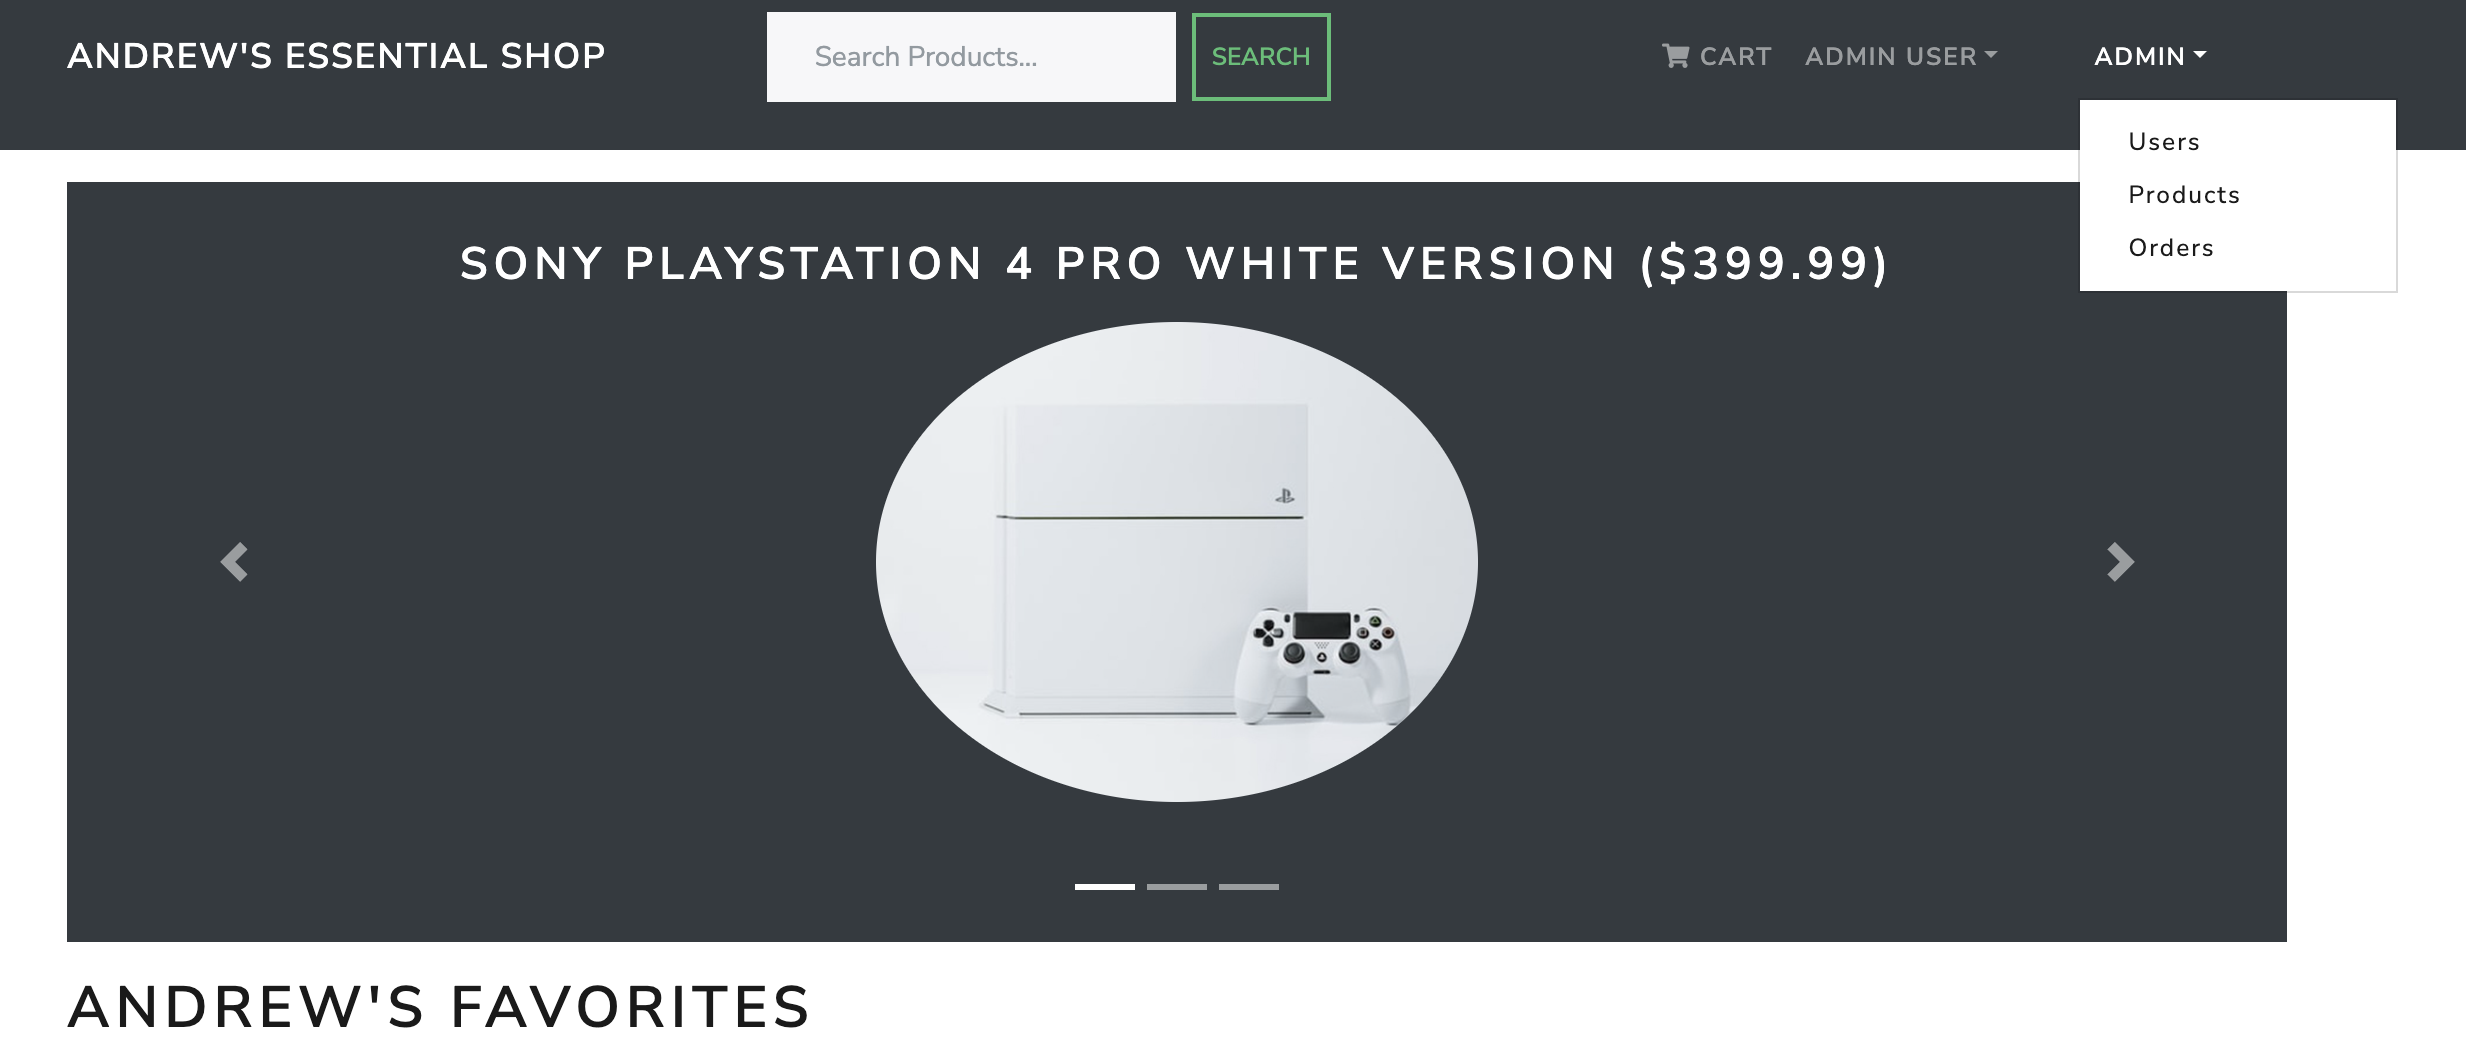 ANDREW'S ESSENTIAL SHOP
Search Products...
SEARCH
CART
ADMIN USER
ADMIN
Users
Products
Orders
SONY PLAYSTATION 4 PRO WHITE VERSION ($399.99)
ANDREW'S FAVORITES